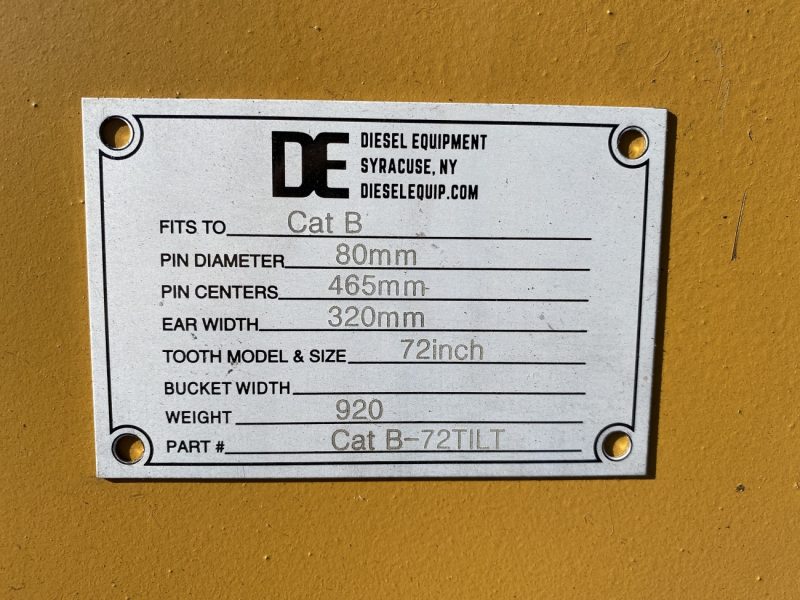 DE
DIESEL EQUIPMENT
SYRACUSE, NY
DIESELEQUIP.COM
FITS TO Cat B
PIN DIAMETER 80mm
PIN CENTERS 465mm
EAR WIDTH 320mm
TOOTH MODEL & SIZE 72inch
BUCKET WIDTH
WEIGHT 920
PART # Cat B-72TILT